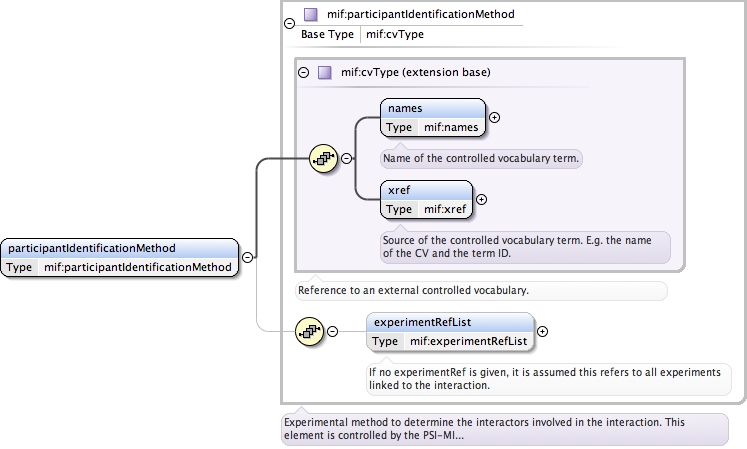 mif:participantIdentificationMethod
Base Type mif:cvType
mif:cvType (extension base)
names
Type mif:names
Name of the controlled vocabulary term.
xref
Type mif:xref
Source of the controlled vocabulary term. E.g. the name
of the CV and the term ID.
participantIdentificationMethod
Type mif:participantIdentificationMethod
Reference to an external controlled vocabulary.
experimentRefList
Type mif:experimentRefList
If no experimentRef is given, it is assumed this refers to all experiments
linked to the interaction.
Experimental method to determine the interactors involved in the interaction. This
element is controlled by the PSI-MI...